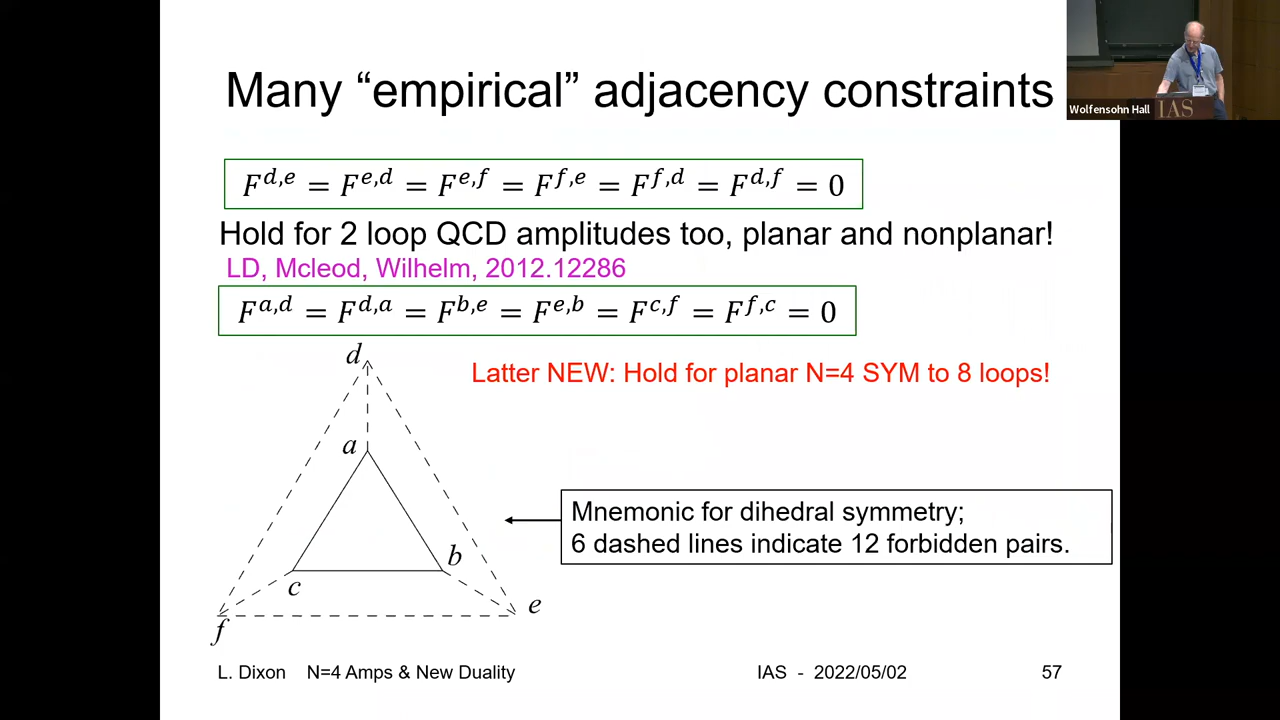 Many “empirical” adjacency constraints
Wolfensohn Hall
IAS
F^{d,e} = F^{e,d} = F^{e,f} = F^{f,e} = F^{f,d} = F^{d,f} = 0
Hold for 2 loop QCD amplitudes too, planar and nonplanar!
LD, Mcleod, Wilhelm, 2012.12286
F^{a,d} = F^{d,a} = F^{b,e} = F^{e,b} = F^{c,f} = F^{f,c} = 0
d
Latter NEW: Hold for planar N=4 SYM to 8 loops!
a
Mnemonic for dihedral symmetry;
6 dashed lines indicate 12 forbidden pairs.
b
c
e
f
L. Dixon N=4 Amps & New Duality
IAS - 2022/05/02
57